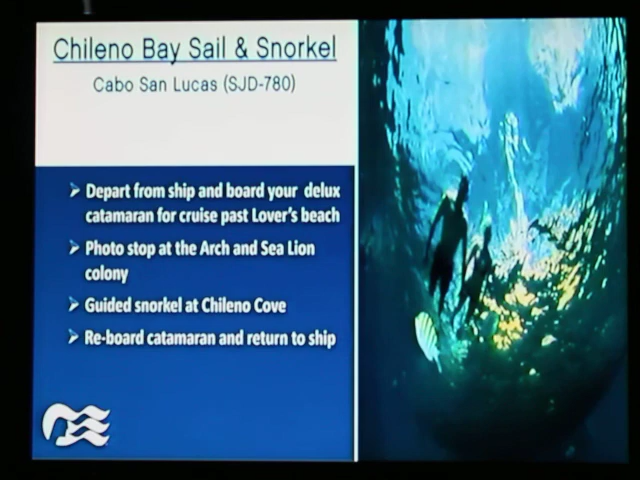 Chileno Bay Sail & Snorkel
Cabo San Lucas (SJD-780)
➤ Depart from ship and board your delux
catamaran for cruise past Lover's beach
➤ Photo stop at the Arch and Sea Lion
colony
➤ Guided snorkel at Chileno Cove
➤ Re-board catamaran and return to ship